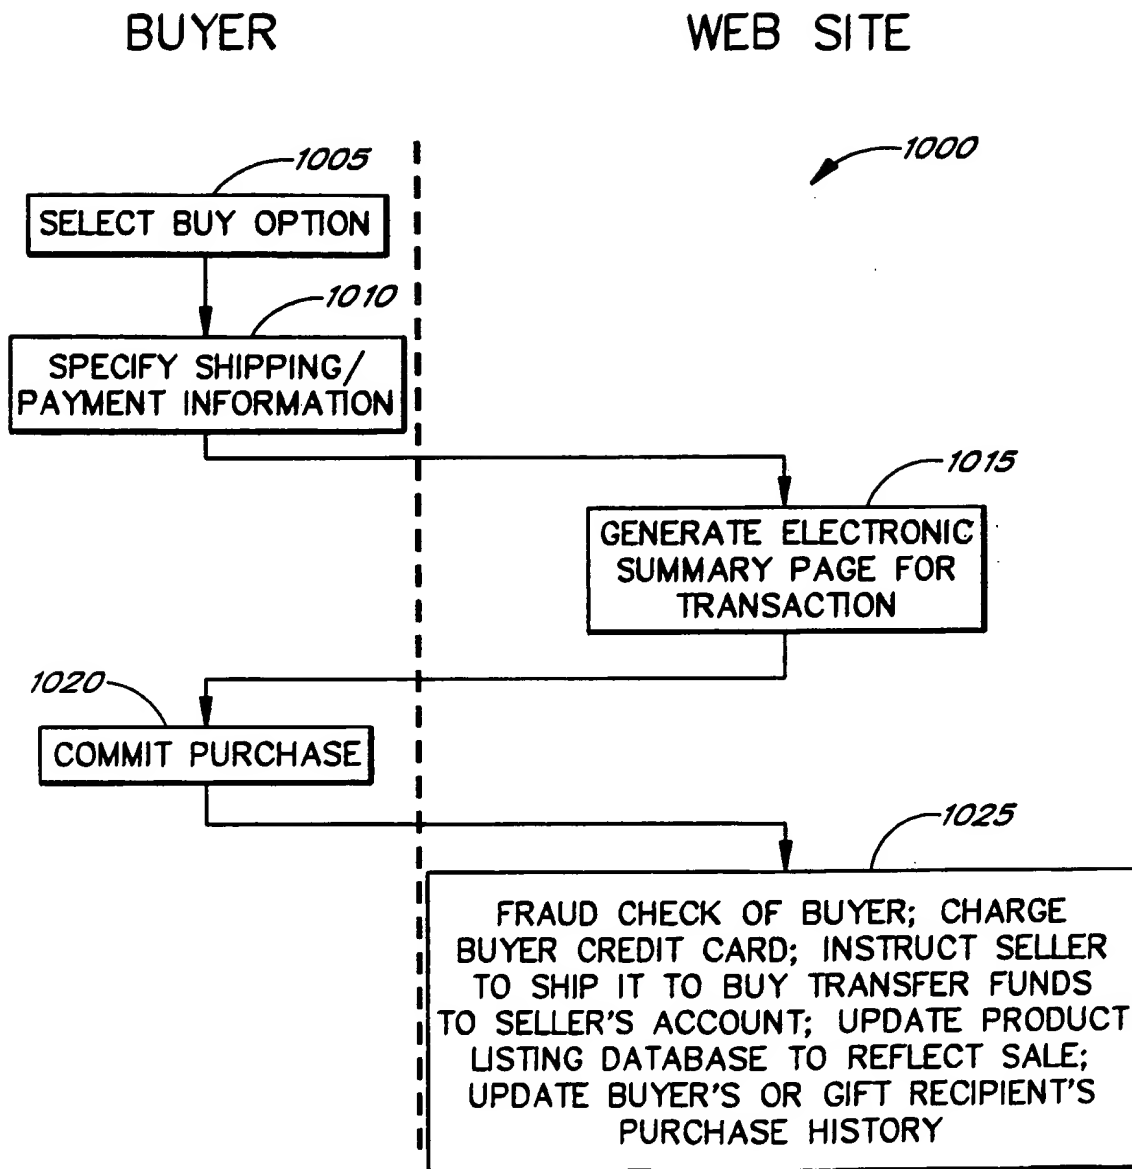 BUYER
WEB SITE
1000
1005
SELECT BUY OPTION
1010
SPECIFY SHIPPING/
PAYMENT INFORMATION
1015
GENERATE ELECTRONIC
SUMMARY PAGE FOR
TRANSACTION
1020
COMMIT PURCHASE
1025
FRAUD CHECK OF BUYER; CHARGE
BUYER CREDIT CARD; INSTRUCT SELLER
TO SHIP IT TO BUY TRANSFER FUNDS
TO SELLER'S ACCOUNT; UPDATE PRODUCT
LISTING DATABASE TO REFLECT SALE;
UPDATE BUYER'S OR GIFT RECIPIENT'S
PURCHASE HISTORY